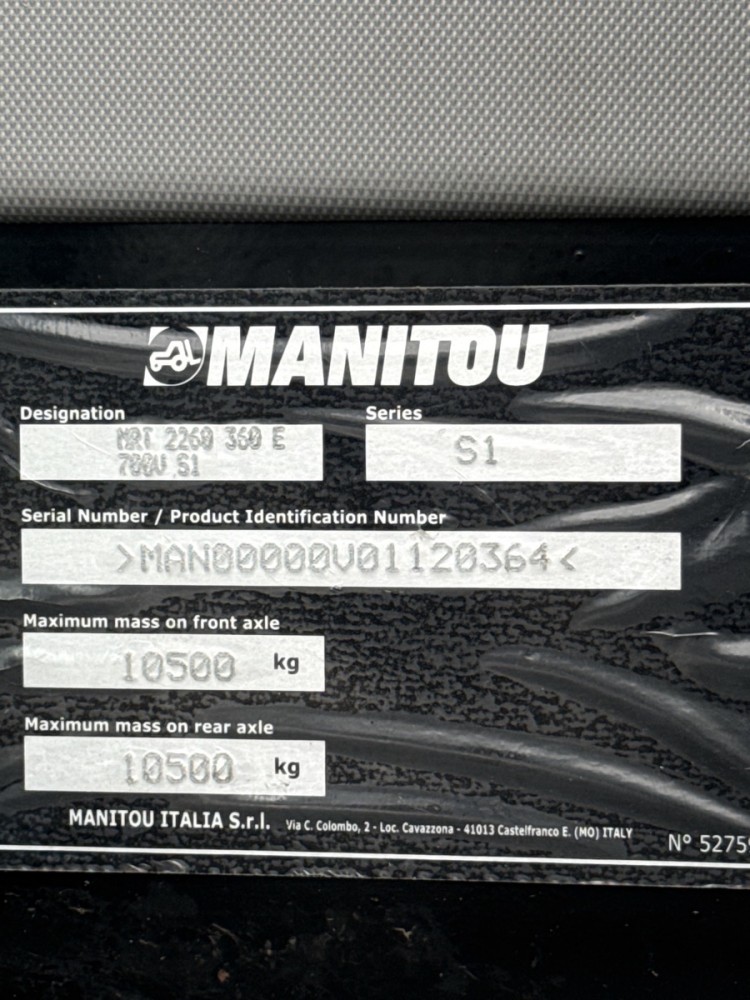 MANITOU
Designation
Series
MRT 2260 360 E
700V S1
S1
Serial Number / Product Identification Number
>MAN00000V01120364<
Maximum mass on front axle
10500 kg
Maximum mass on rear axle
10500 kg
MANITOU ITALIA S.r.l. Via C. Colombo, 2 - Loc. Cavazzona - 41013 Castelfranco E. (MO) ITALY
Nº 5275